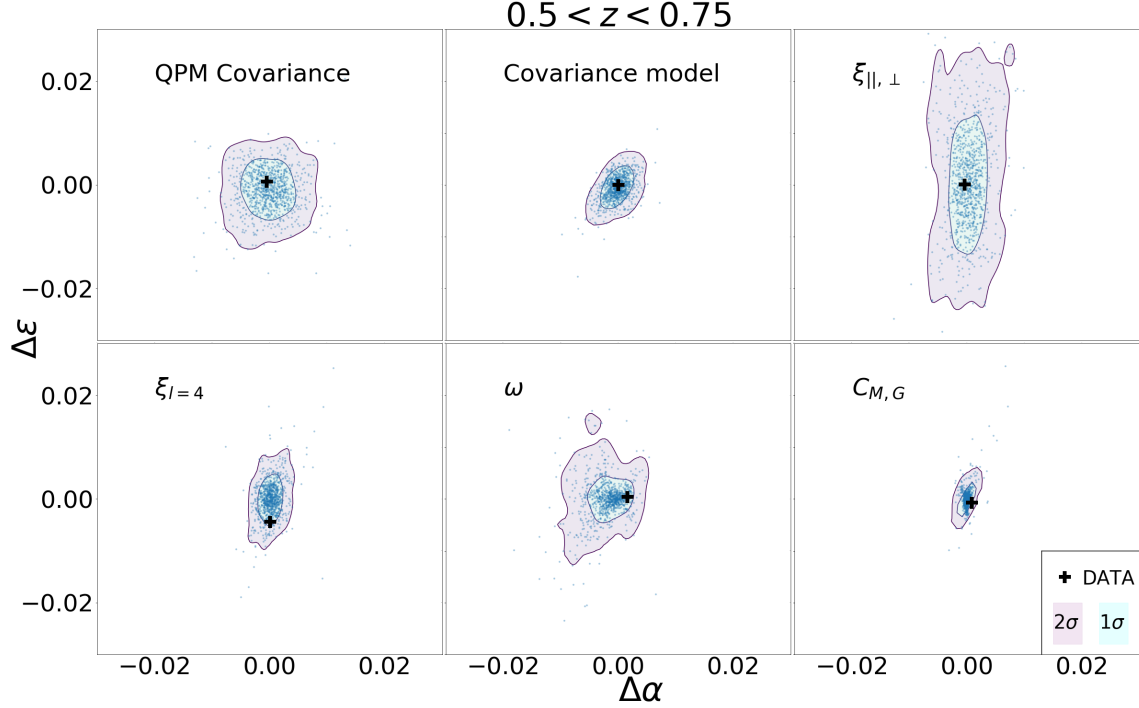 0.5 < z < 0.75
QPM Covariance
Covariance model
ξ||, ⊥
0.02
0.00
−0.02
Δε
ξl=4
ω
CM, G
0.02
0.00
−0.02
DATA
2σ 1σ
−0.02 0.00 0.02 −0.02 0.00 0.02 −0.02 0.00 0.02
Δα